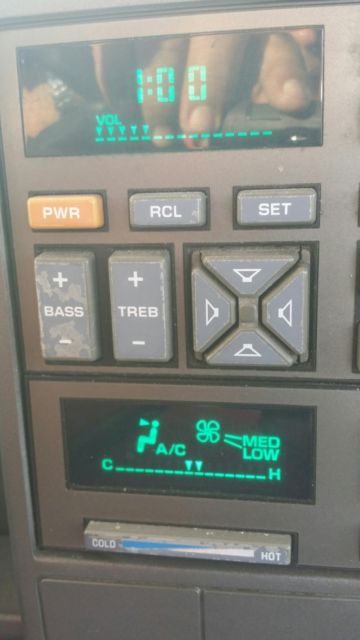 1:00
VOL
PWR RCL SET
+ +
BASS TREB
- -
MED
A/C LOW
C H
COLD HOT